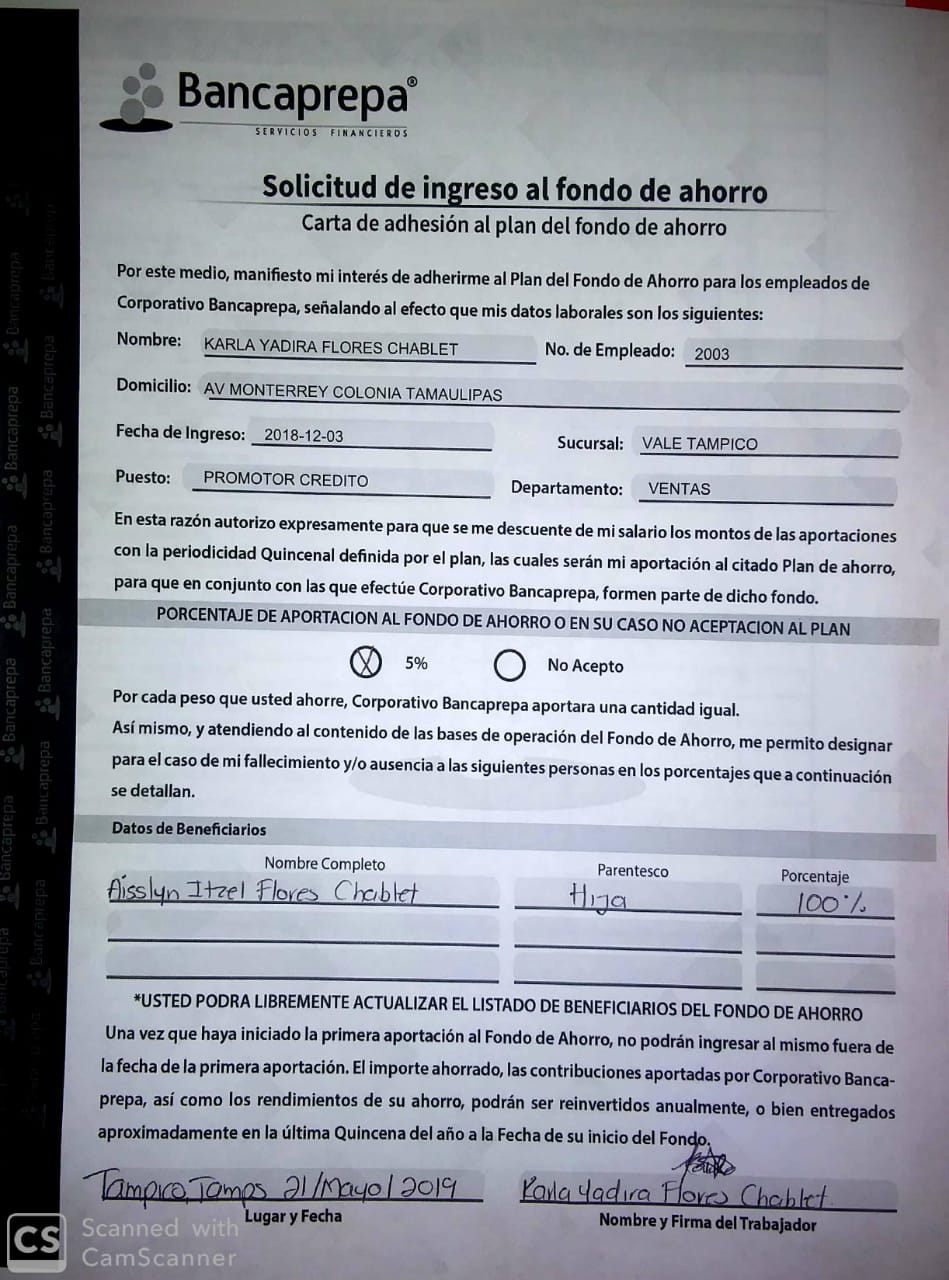 Bancaprepa®
SERVICIOS FINANCIEROS
Solicitud de ingreso al fondo de ahorro
Carta de adhesión al plan del fondo de ahorro
Por este medio, manifiesto mi interés de adherirme al Plan del Fondo de Ahorro para los empleados de
Corporativo Bancaprepa, señalando al efecto que mis datos laborales son los siguientes:
Nombre: KARLA YADIRA FLORES CHABLET No. de Empleado: 2003
Domicilio: AV MONTERREY COLONIA TAMAULIPAS
Fecha de Ingreso: 2018-12-03 Sucursal: VALE TAMPICO
Puesto: PROMOTOR CREDITO Departamento: VENTAS
En esta razón autorizo expresamente para que se me descuente de mi salario los montos de las aportaciones
con la periodicidad Quincenal definida por el plan, las cuales serán mi aportación al citado Plan de ahorro,
para que en conjunto con las que efectúe Corporativo Bancaprepa, formen parte de dicho fondo.
PORCENTAJE DE APORTACION AL FONDO DE AHORRO O EN SU CASO NO ACEPTACION AL PLAN
X 5% No Acepto
Por cada peso que usted ahorre, Corporativo Bancaprepa aportara una cantidad igual.
Así mismo, y atendiendo al contenido de las bases de operación del Fondo de Ahorro, me permito designar
para el caso de mi fallecimiento y/o ausencia a las siguientes personas en los porcentajes que a continuación
se detallan.
Datos de Beneficiarios
Nombre Completo Parentesco Porcentaje
Aisslyn Itzel Flores Chablet Hija 100%
*USTED PODRA LIBREMENTE ACTUALIZAR EL LISTADO DE BENEFICIARIOS DEL FONDO DE AHORRO
Una vez que haya iniciado la primera aportación al Fondo de Ahorro, no podrán ingresar al mismo fuera de
la fecha de la primera aportación. El importe ahorrado, las contribuciones aportadas por Corporativo Banca-
prepa, así como los rendimientos de su ahorro, podrán ser reinvertidos anualmente, o bien entregados
aproximadamente en la última Quincena del año a la Fecha de su inicio del Fondo.
Tampico, Tamps 21/Mayo/2019 Karla Yadira Flores Chablet
Lugar y Fecha Nombre y Firma del Trabajador
CS Scanned with
CamScanner